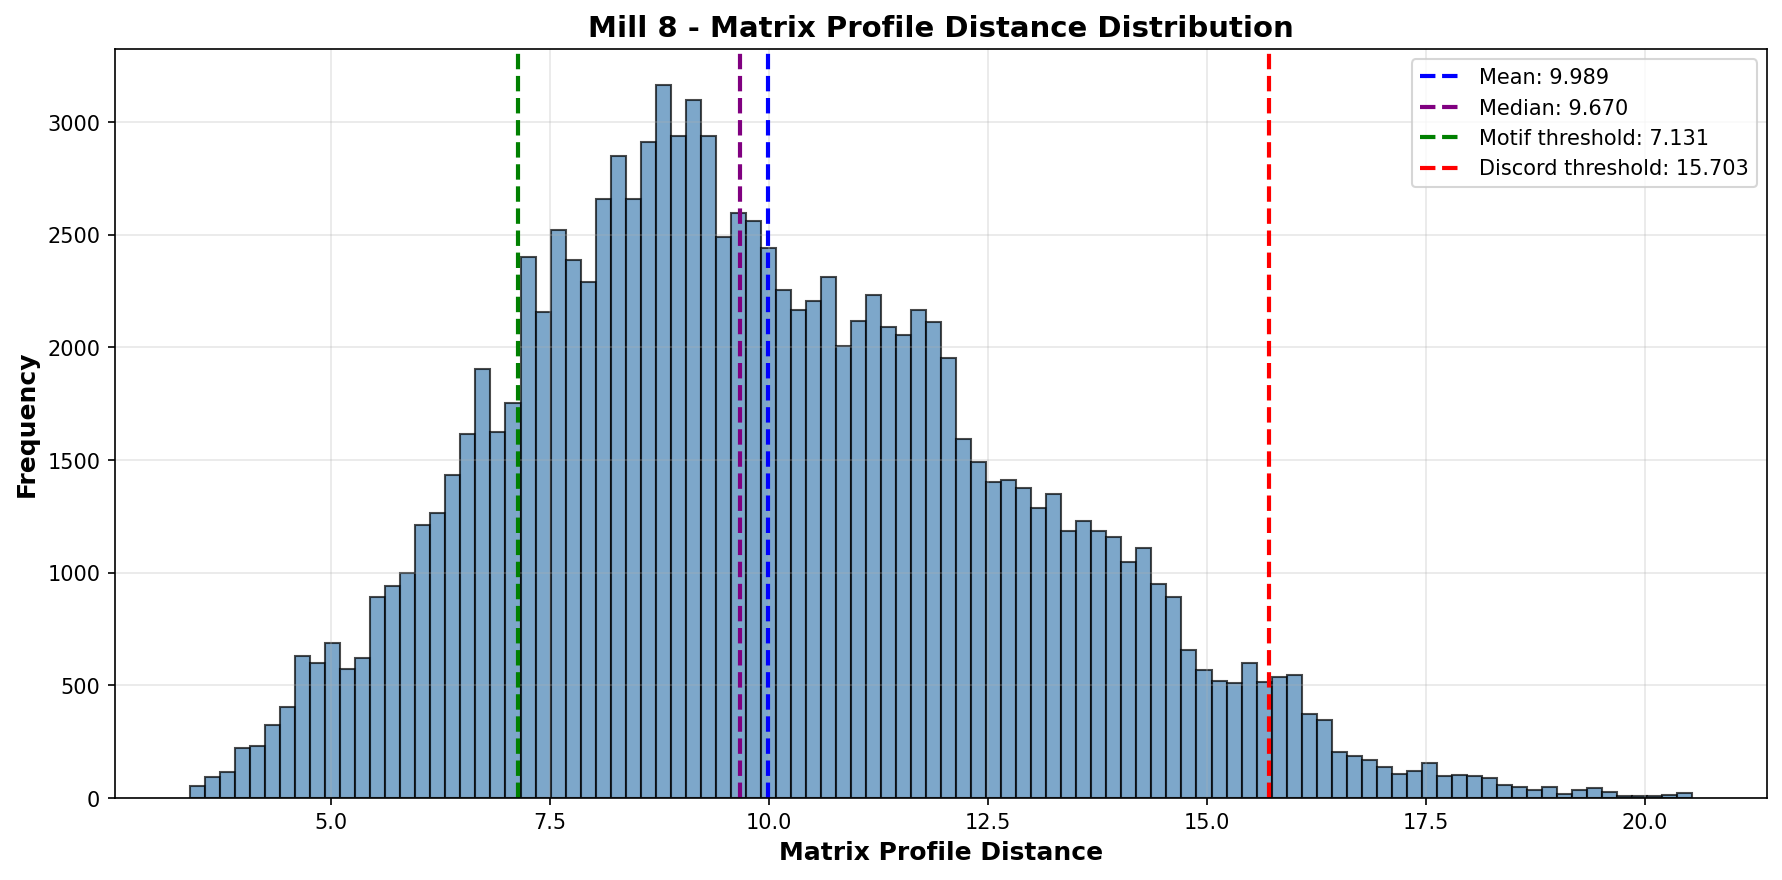 Mill 8 - Matrix Profile Distance Distribution
Mean: 9.989
Median: 9.670
Motif threshold: 7.131
Discord threshold: 15.703
Frequency
3000
2500
2000
1500
1000
500
0
5.0 7.5 10.0 12.5 15.0 17.5 20.0
Matrix Profile Distance